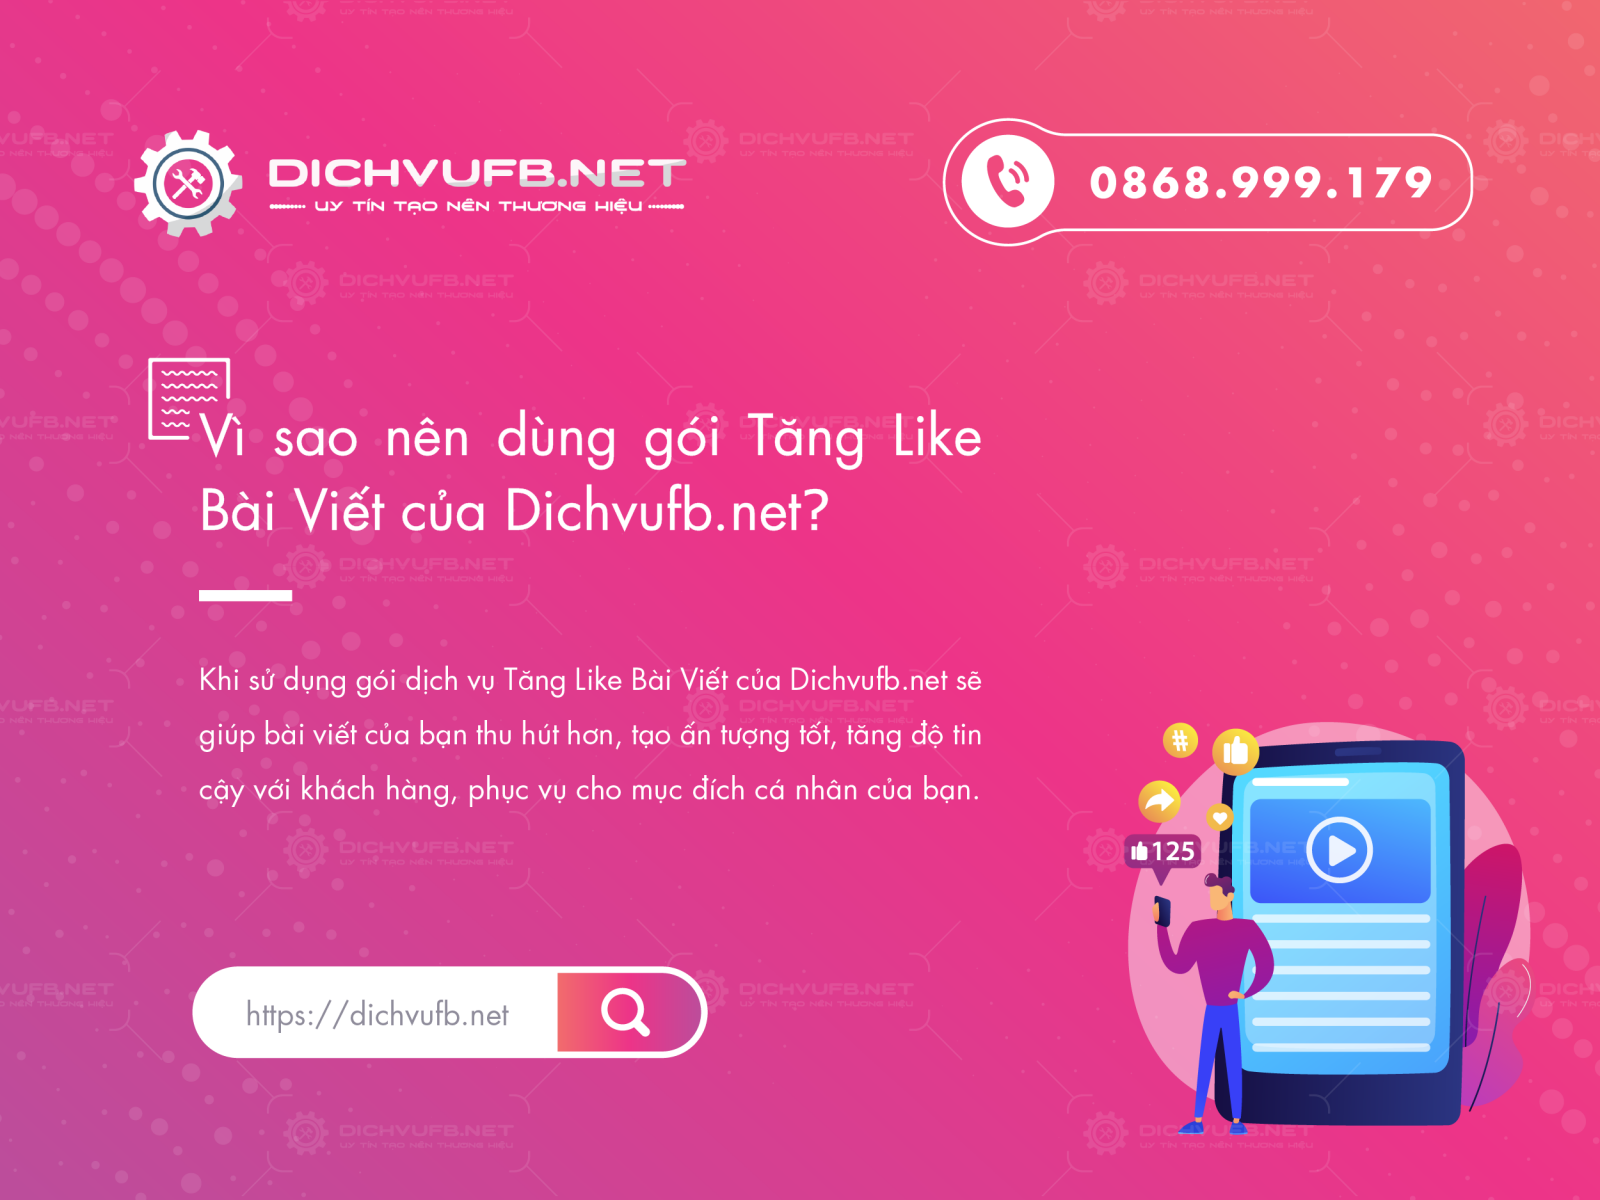 DICHVUFB.NET
UY TÍN TẠO NÊN THƯƠNG HIỆU
0868.999.179
Vì sao nên dùng gói Tăng Like
Bài Viết của Dichvufb.net?
Khi sử dụng gói dịch vụ Tăng Like Bài Viết của Dichvufb.net sẽ
giúp bài viết của bạn thu hút hơn, tạo ấn tượng tốt, tăng độ tin
cậy với khách hàng, phục vụ cho mục đích cá nhân của bạn.
#
125
https://dichvufb.net